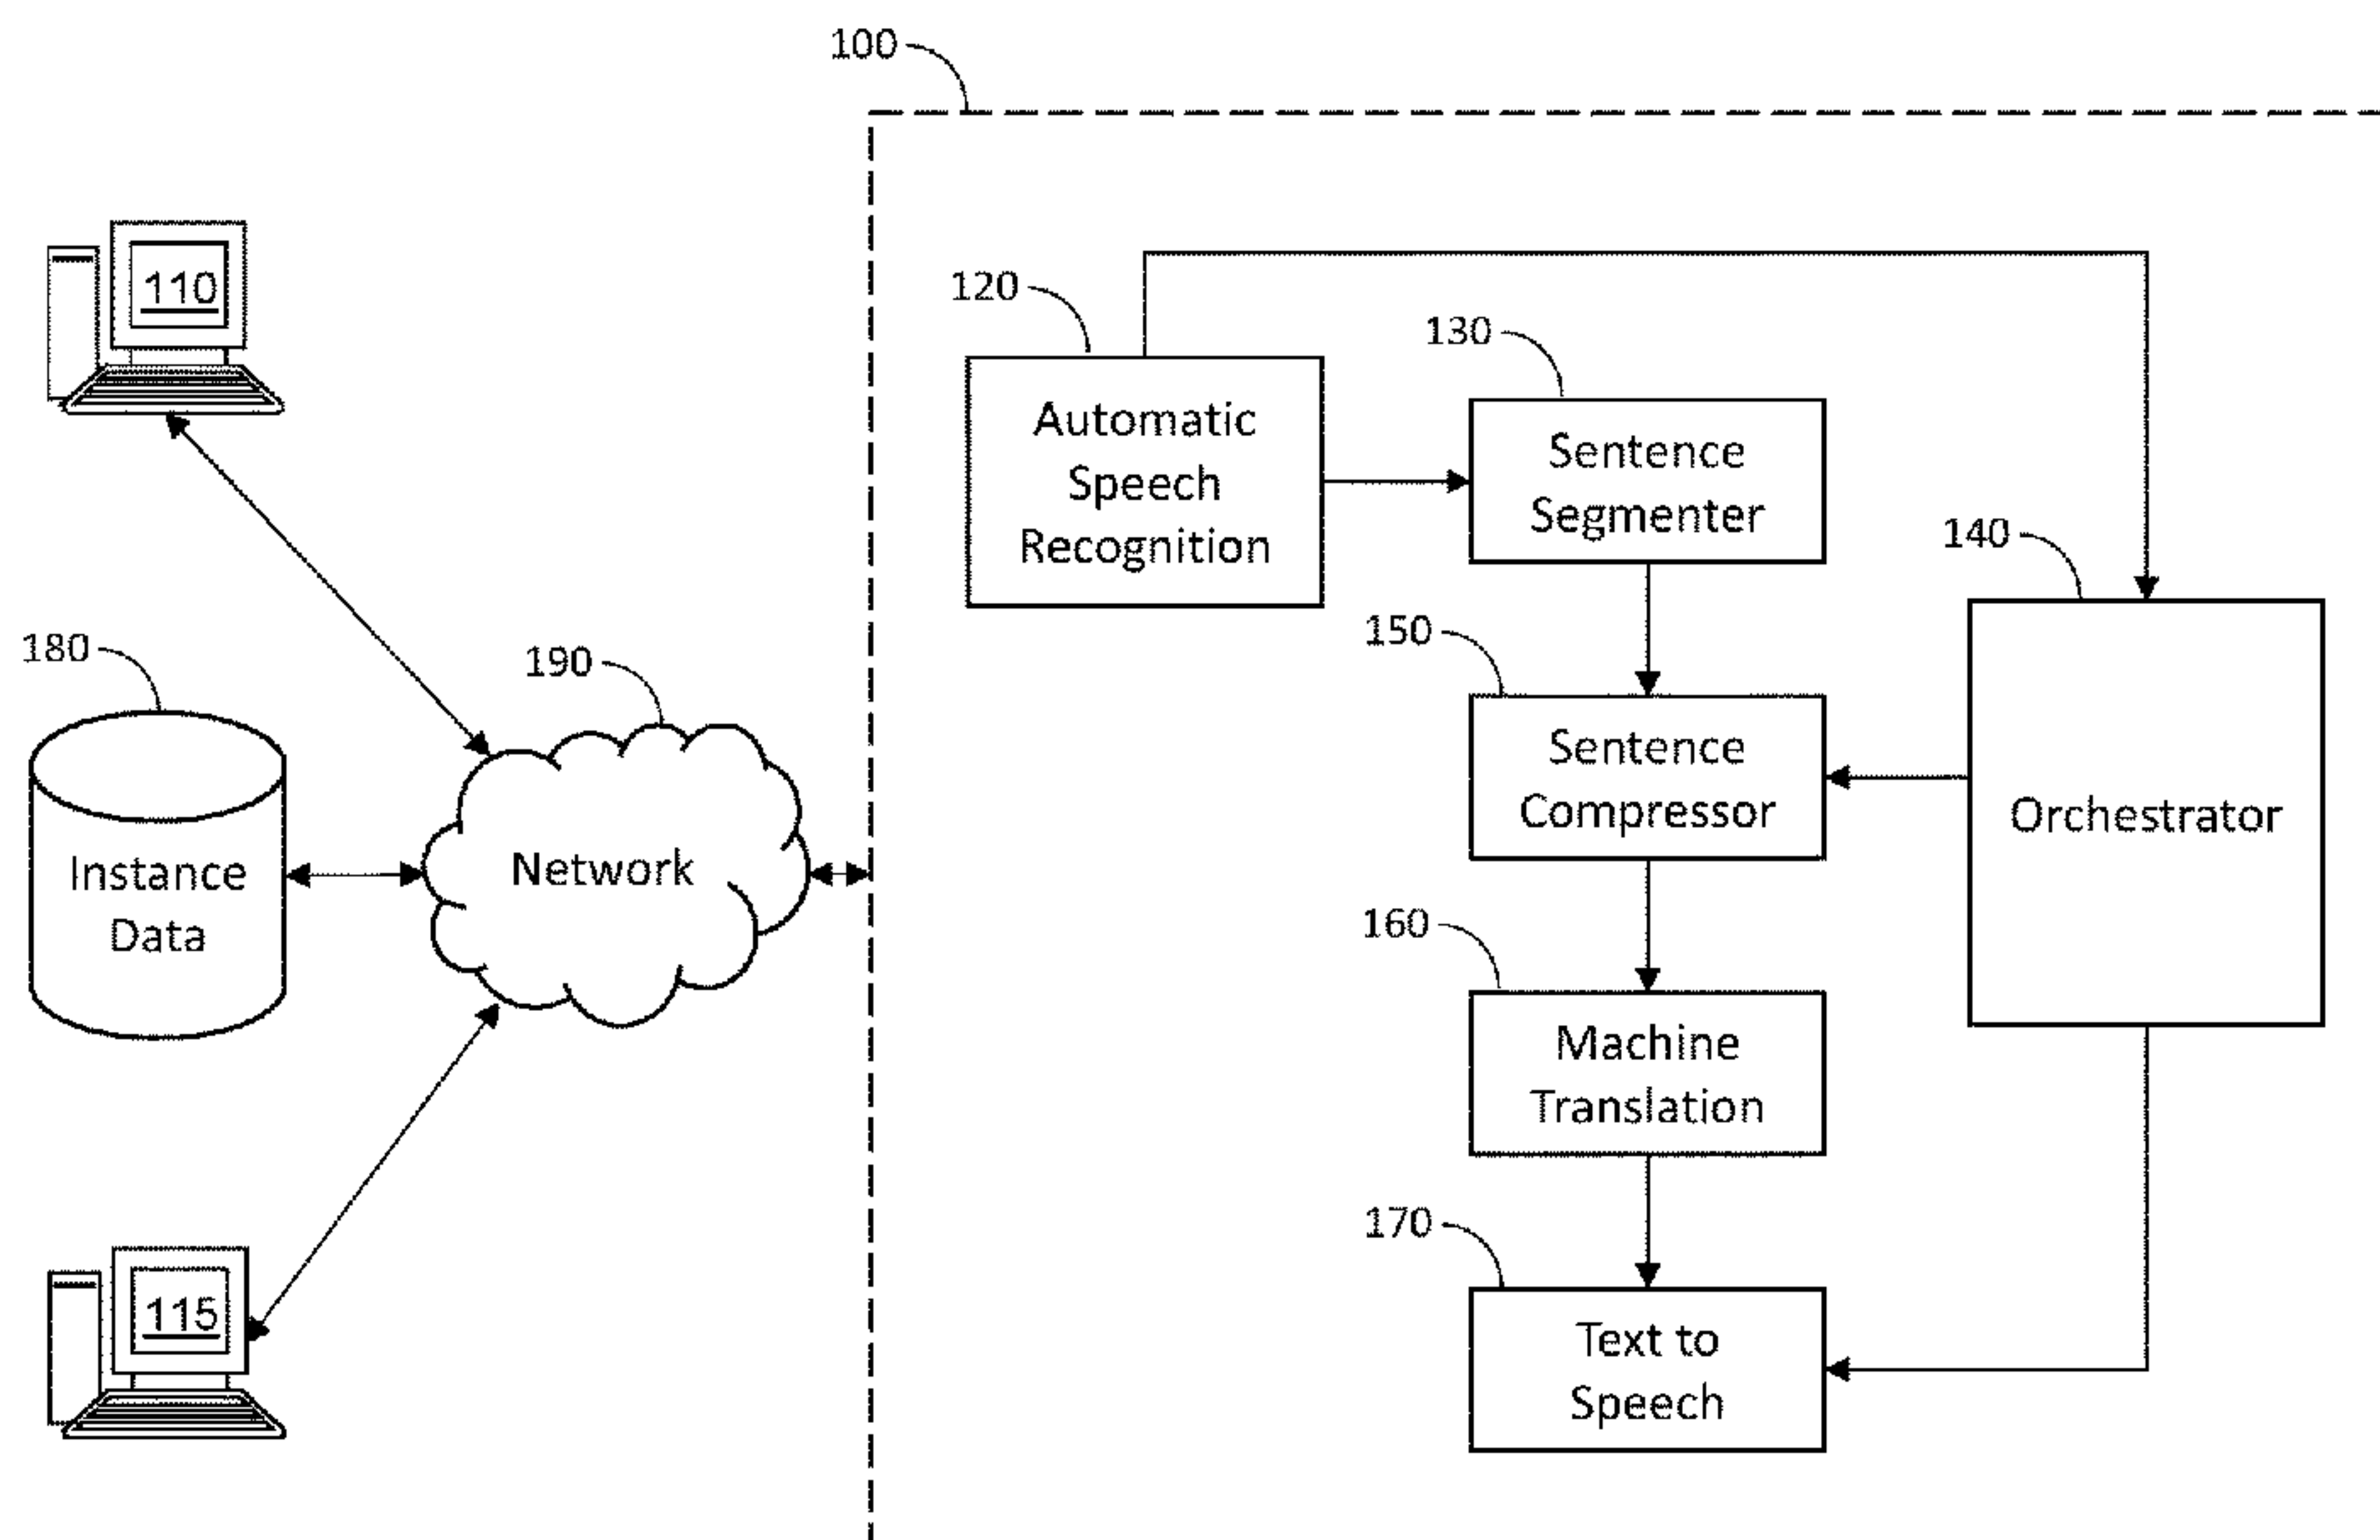 100
110
120
130
Automatic
Speech
Recognition
Sentence
Segmenter
140
150
180
190
Sentence
Compressor
Orchestrator
Instance
Data
Network
160
Machine
Translation
170
115
Text to
Speech